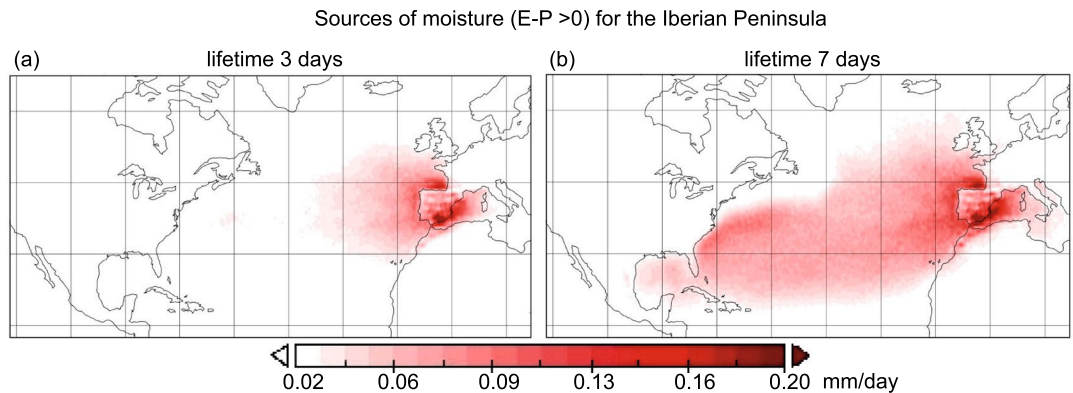 Sources of moisture (E-P >0) for the Iberian Peninsula
(a) lifetime 3 days
(b) lifetime 7 days
0.02 0.06 0.09 0.13 0.16 0.20 mm/day